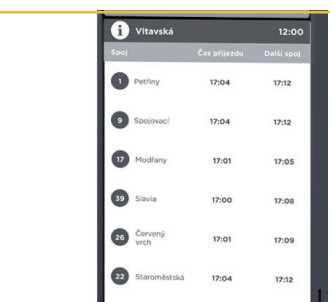 i Vltavská 12:00
Spoj Čas příjezdu Další spoj
1 Petřiny 17:04 17:12
9 Spojovací 17:04 17:12
17 Modřany 17:01 17:05
39 Slavia 17:00 17:08
26 Červený vrch 17:01 17:09
22 Staroměstská 17:04 17:12